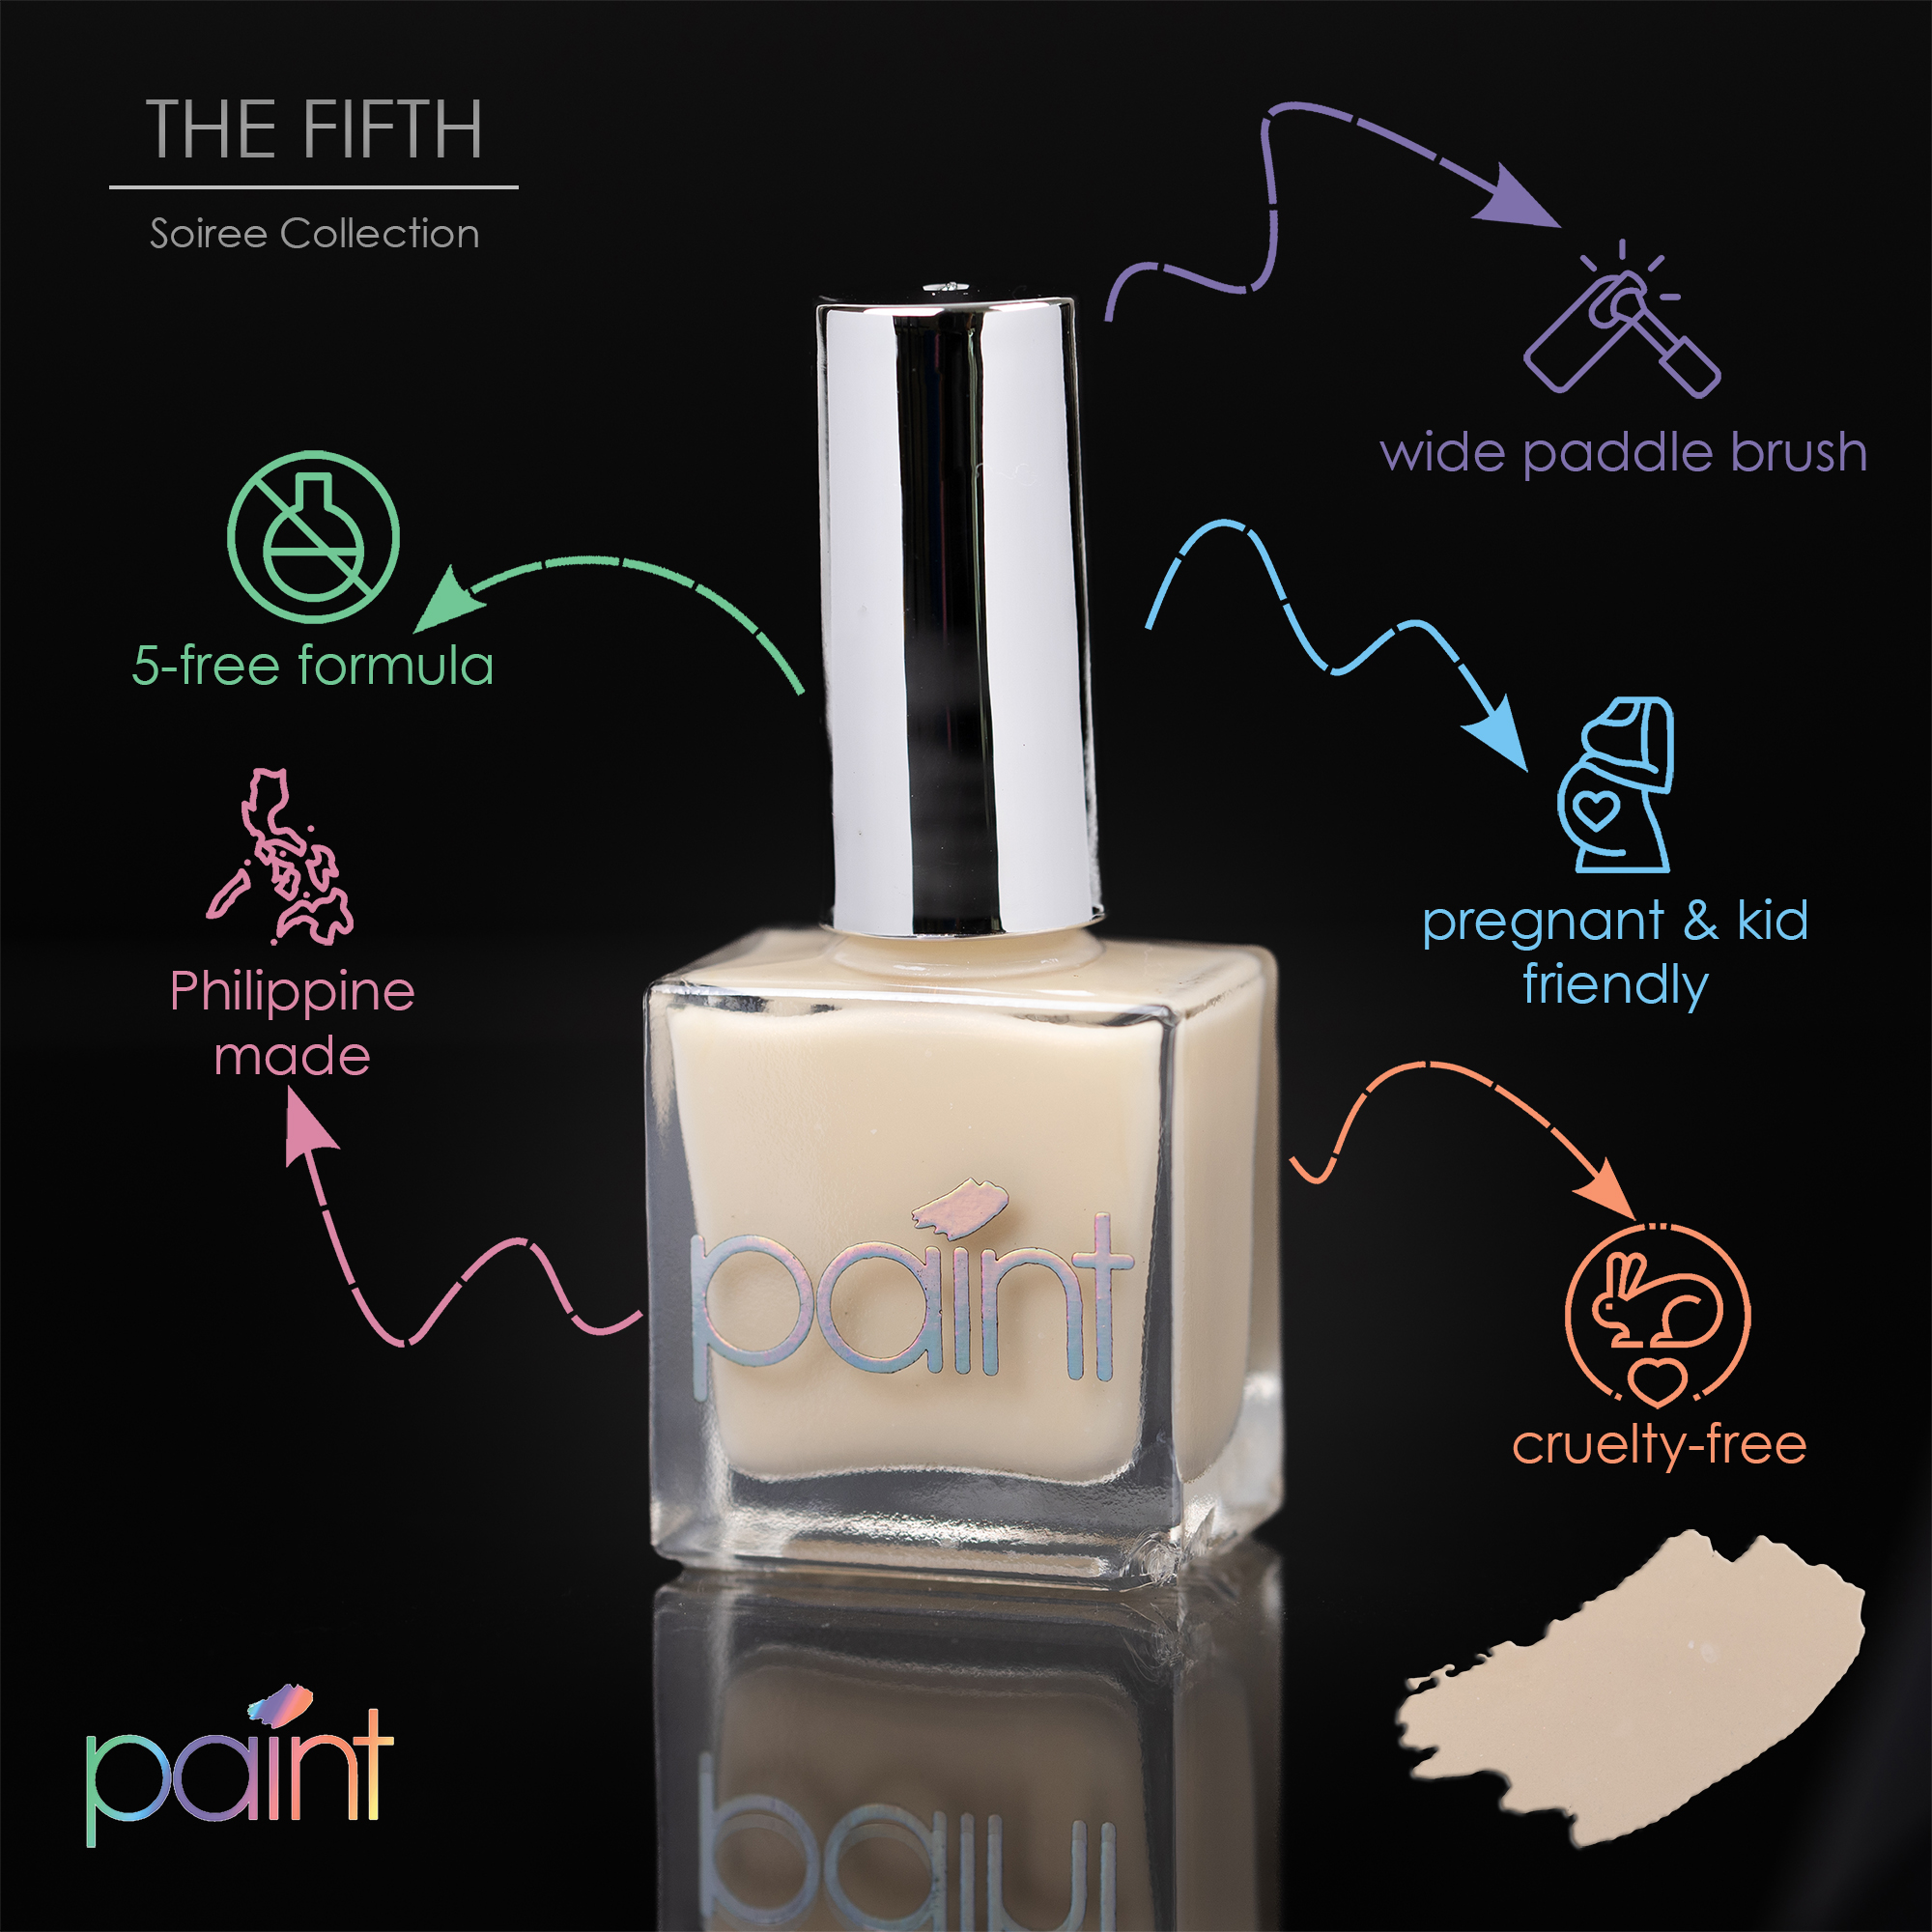 THE FIFTH
Soiree Collection
wide paddle brush
5-free formula
pregnant & kid
friendly
Philippine
made
cruelty-free
paint
paint